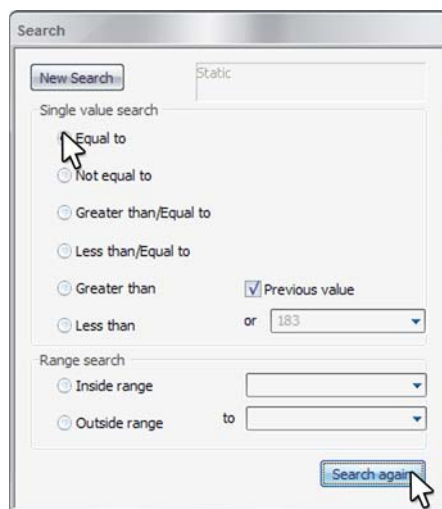 Search
New Search
Static
Single value search
Equal to
Not equal to
Greater than/Equal to
Less than/Equal to
Greater than
Previous value
Less than
or 183
Range search
Inside range
Outside range
to
Search again